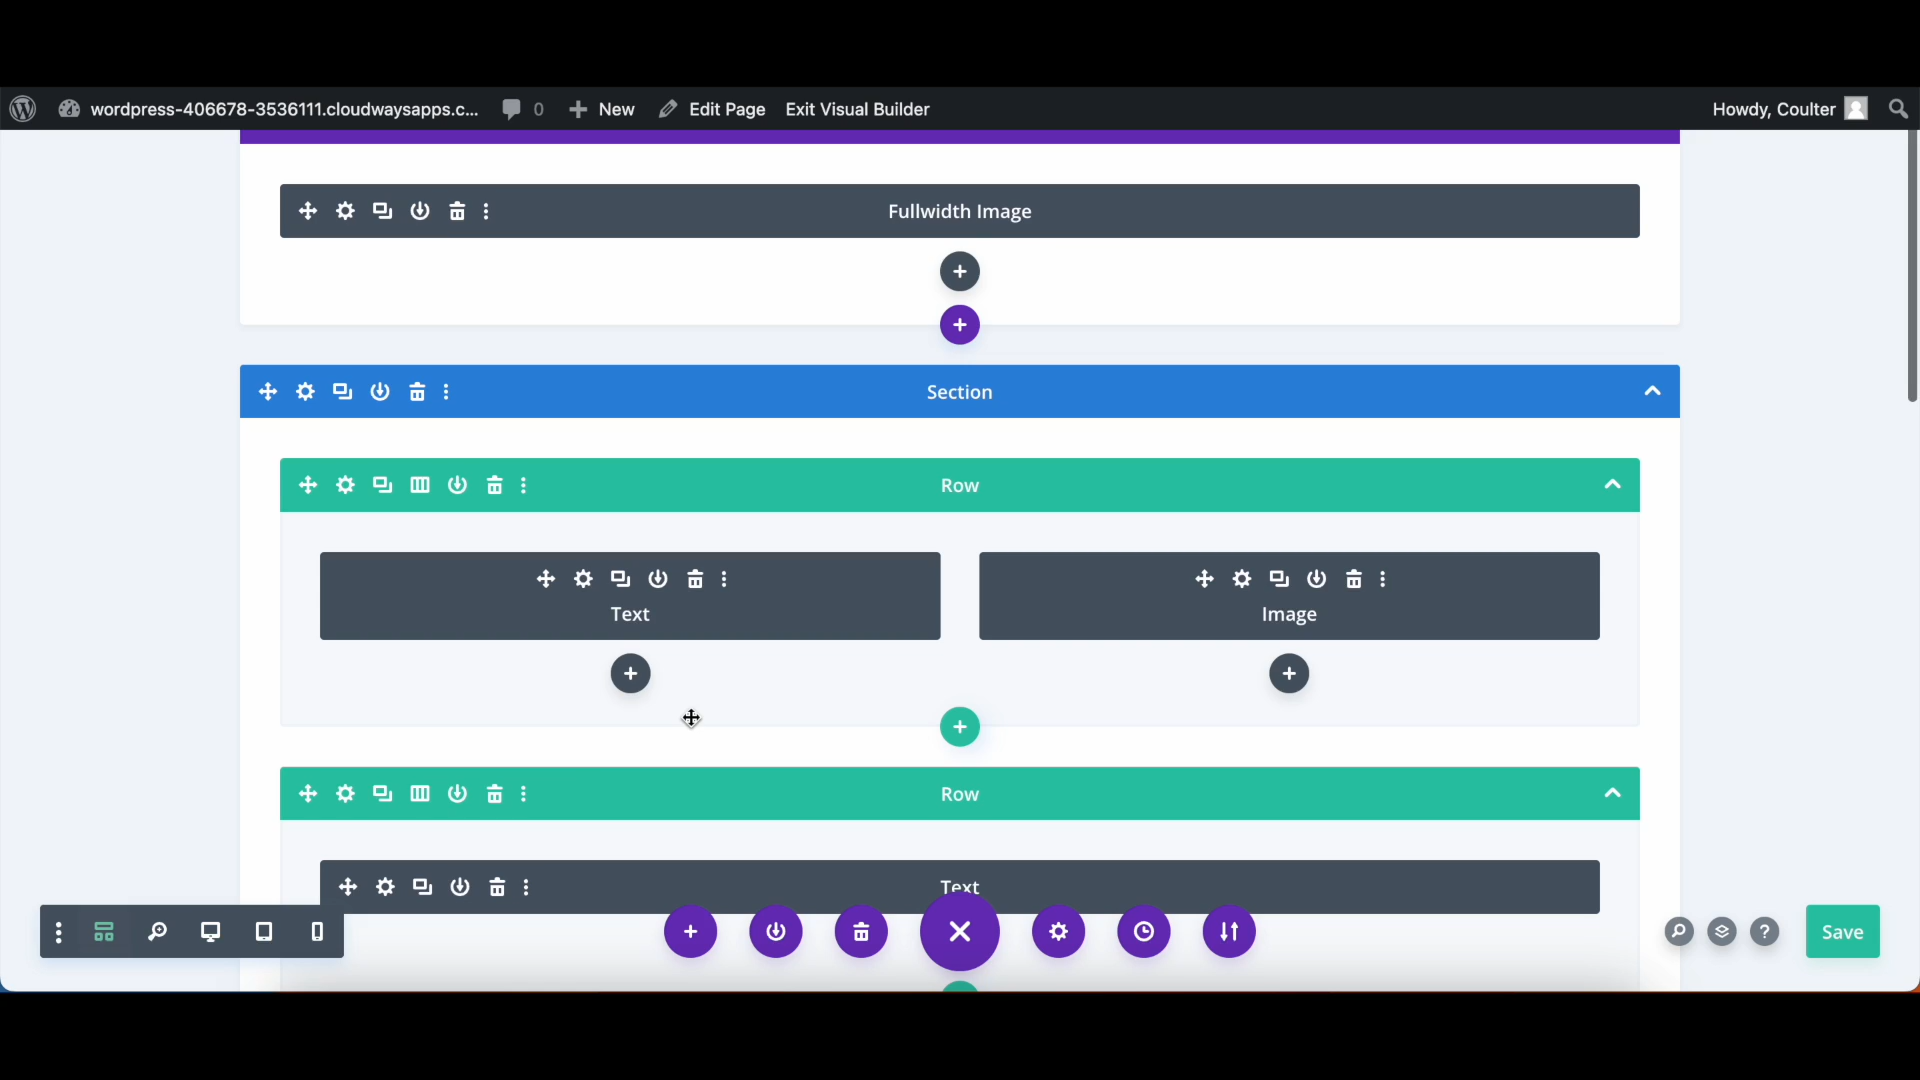 wordpress-406678-3536111.cloudwaysapps.c... 0 New Edit Page Exit Visual Builder Howdy, Coulter
Fullwidth Image
Section
Row
Text Image
Row
Text
Save